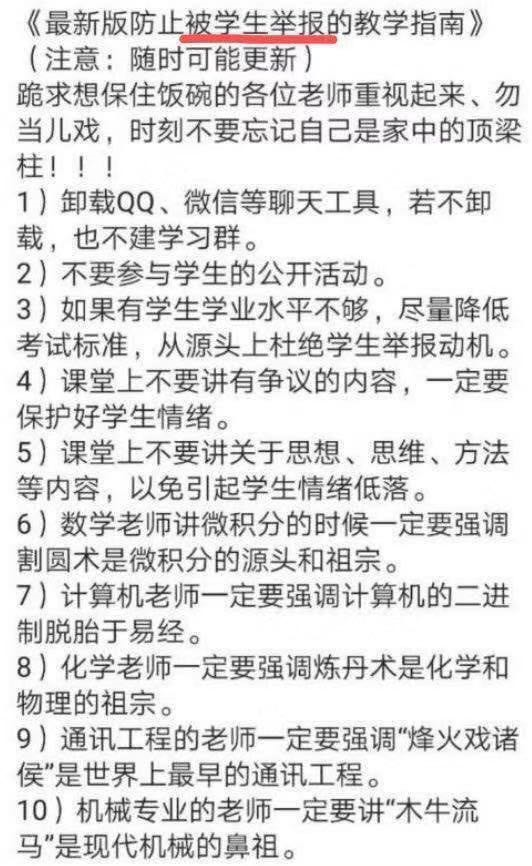 《最新版防止被学生举报的教学指南》
（注意：随时可能更新）
跪求想保住饭碗的各位老师重视起来、勿
当儿戏，时刻不要忘记自己是家中的顶梁
柱！！！
1）卸载QQ、微信等聊天工具，若不卸
载，也不建学习群。
2）不要参与学生的公开活动。
3）如果有学生学业水平不够，尽量降低
考试标准，从源头上杜绝学生举报动机。
4）课堂上不要讲有争议的内容，一定要
保护好学生情绪。
5）课堂上不要讲关于思想、思维、方法
等内容，以免引起学生情绪低落。
6）数学老师讲微积分的时候一定要强调
割圆术是微积分的源头和祖宗。
7）计算机老师一定要强调计算机的二进
制脱胎于易经。
8）化学老师一定要强调炼丹术是化学和
物理的祖宗。
9）通讯工程的老师一定要强调“烽火戏诸
侯”是世界上最早的通讯工程。
10）机械专业的老师一定要讲“木牛流
马”是现代机械的鼻祖。